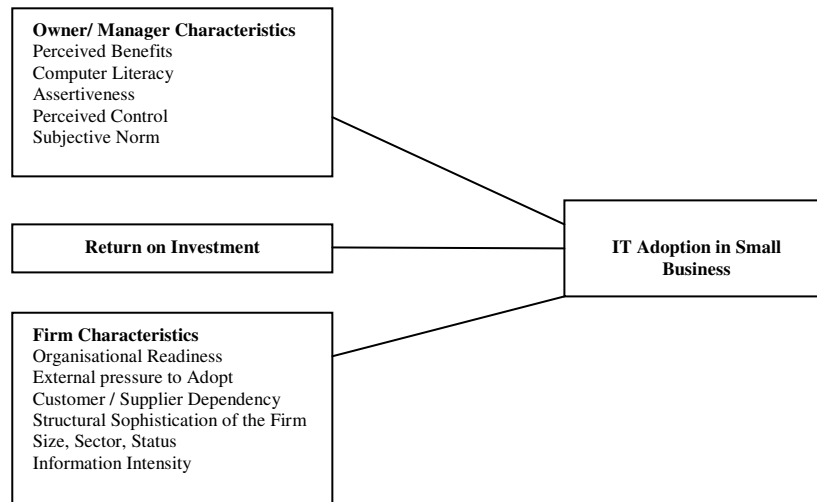 Owner/ Manager Characteristics
Perceived Benefits
Computer Literacy
Assertiveness
Perceived Control
Subjective Norm
Return on Investment
IT Adoption in Small
Business
Firm Characteristics
Organisational Readiness
External pressure to Adopt
Customer / Supplier Dependency
Structural Sophistication of the Firm
Size, Sector, Status
Information Intensity